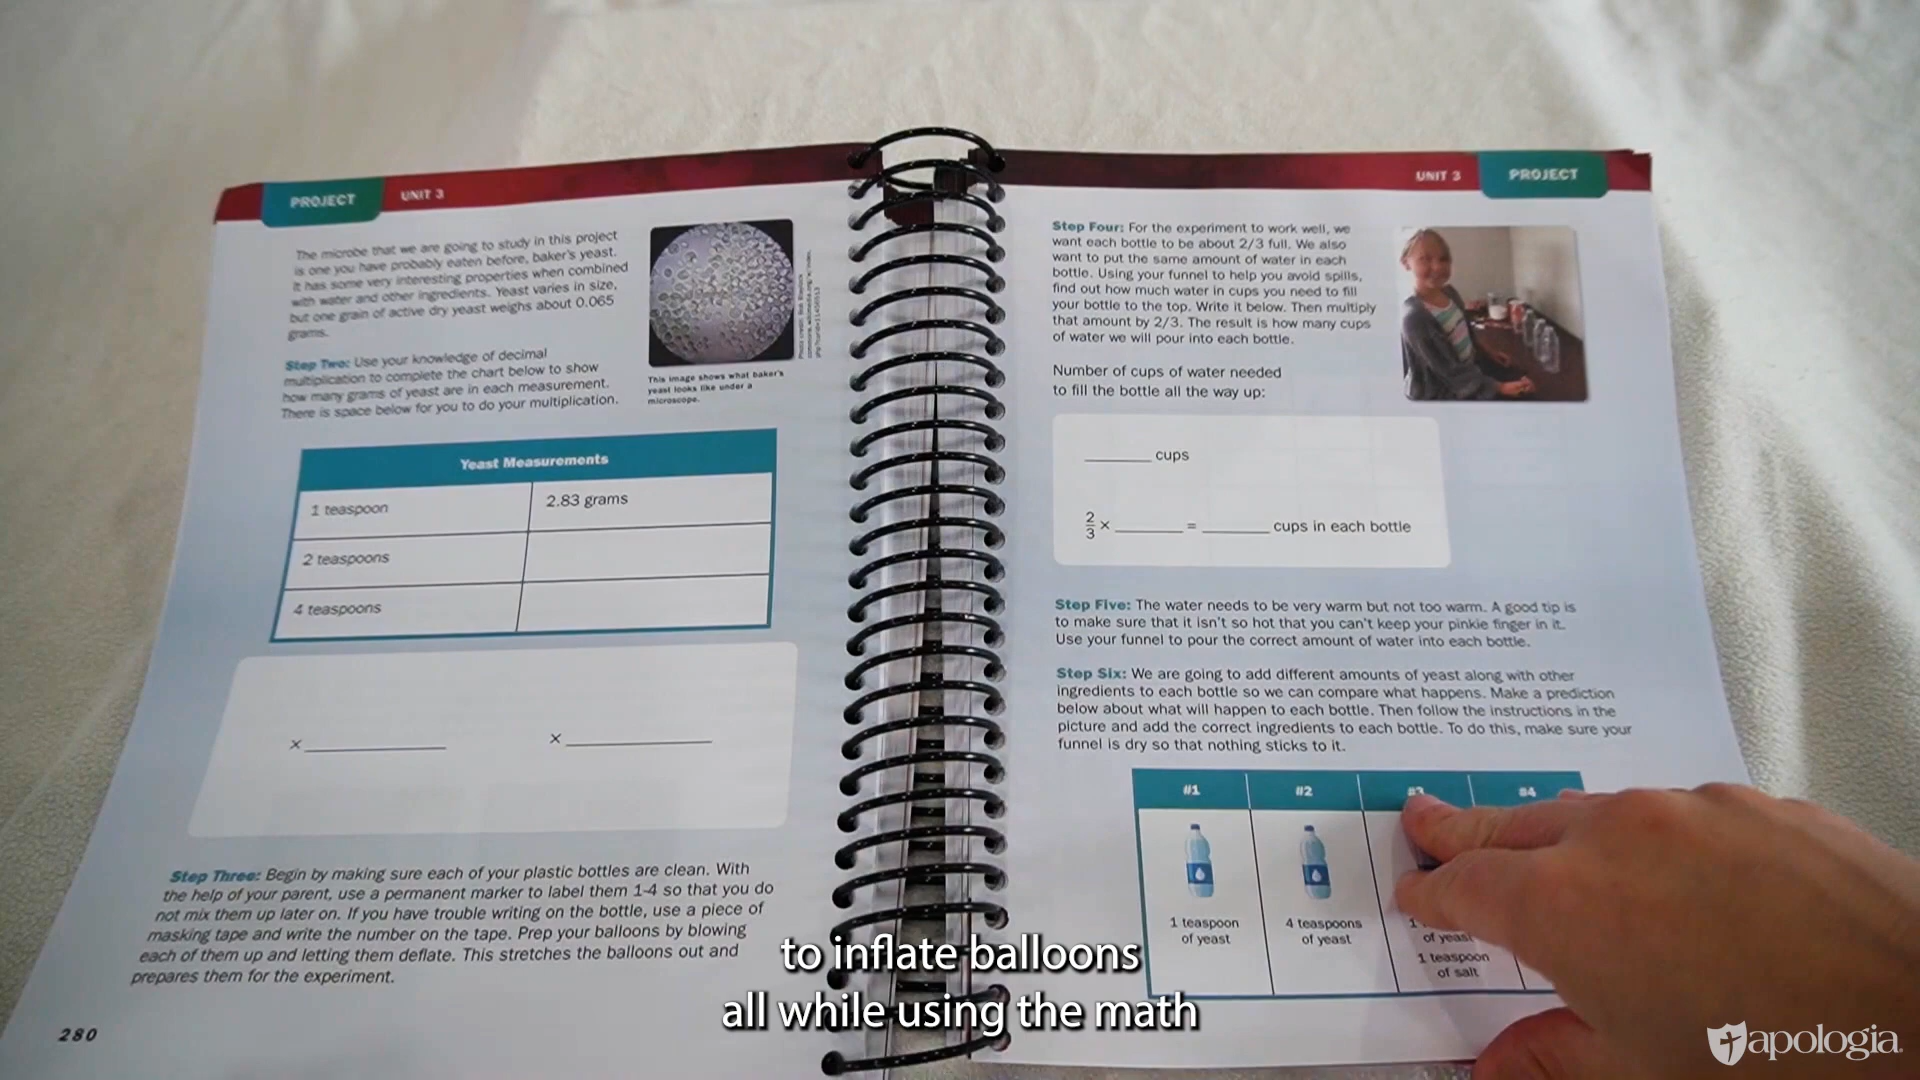 PROJECT
UNIT 3
The microbe that we are going to study in this project
is one you have probably eaten before, baker's yeast.
It has some very interesting properties when combined
with water and other ingredients. Yeast varies in size,
but one grain of active dry yeast weighs about 0.065
grams.
This image shows what baker's
yeast looks like under a
microscope.
Step Two: Use your knowledge of decimal
multiplication to complete the chart below to show
how many grams of yeast are in each measurement.
There is space below for you to do your multiplication.
Yeast Measurements
1 teaspoon 2.83 grams
2 teaspoons
4 teaspoons
× ________ × ________
Step Three: Begin by making sure each of your plastic bottles are clean. With
the help of your parent, use a permanent marker to label them 1-4 so that you do
not mix them up later on. If you have trouble writing on the bottle, use a piece of
masking tape and write the number on the tape. Prep your balloons by blowing
each of them up and letting them deflate. This stretches the balloons out and
prepares them for the experiment.
280
UNIT 3
PROJECT
Step Four: For the experiment to work well, we
want each bottle to be about 2/3 full. We also
want to put the same amount of water in each
bottle. Using your funnel to help you avoid spills,
find out how much water in cups you need to fill
your bottle to the top. Write it below. Then multiply
that amount by 2/3. The result is how many cups
of water we will pour into each bottle.
Number of cups of water needed
to fill the bottle all the way up:
________ cups
2/3 × ________ = ________ cups in each bottle
Step Five: The water needs to be very warm but not too warm. A good tip is
to make sure that it isn't so hot that you can't keep your pinkie finger in it.
Use your funnel to pour the correct amount of water into each bottle.
Step Six: We are going to add different amounts of yeast along with other
ingredients to each bottle so we can compare what happens. Make a prediction
below about what will happen to each bottle. Then follow the instructions in the
picture and add the correct ingredients to each bottle. To do this, make sure your
funnel is dry so that nothing sticks to it.
#1 #2 #3 #4
1 teaspoon 4 teaspoons 1
of yeast of yeast of yeast
1 teaspoon
of salt
to inflate balloons
all while using the math
apologia